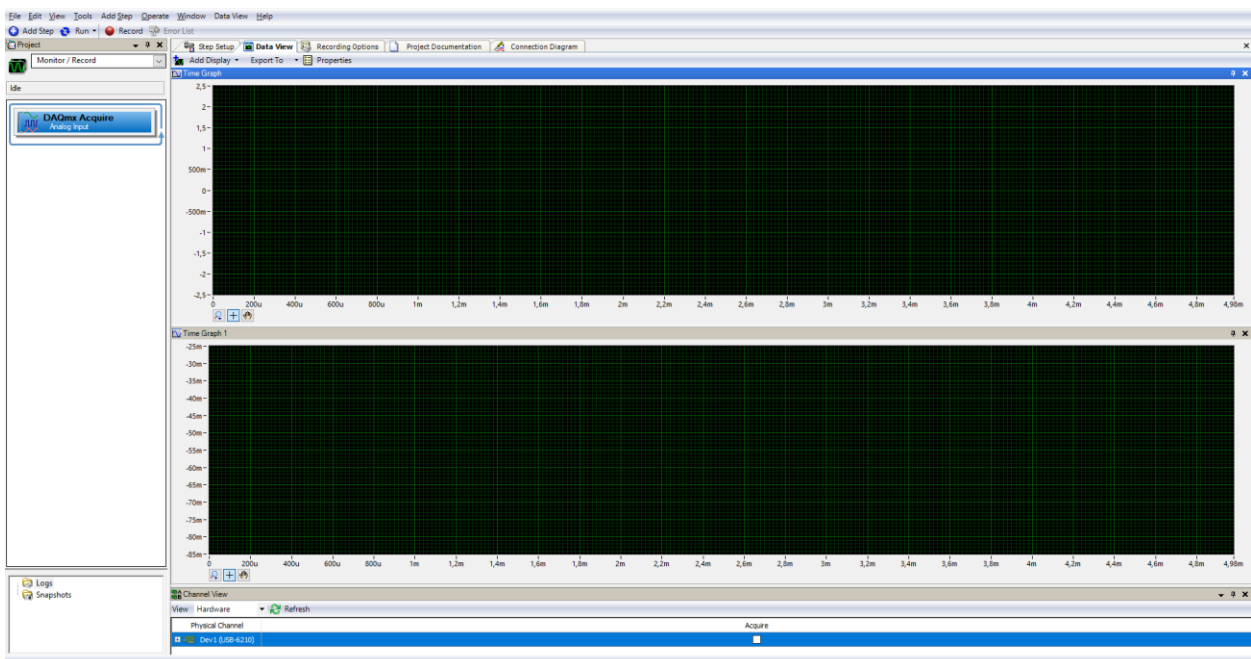 File Edit View Tools Add Step Operate Window Data View Help
Add Step Run Record Error List
Project
Monitor / Record
Idle
DAQmx Acquire
Analog Input
Logs
Snapshots
Step Setup Data View Recording Options Project Documentation Connection Diagram
Add Display Export To Properties
Time Graph
2,5
2
1,5
1
500m
0
-500m
-1
-1,5
-2
-2,5
0 200u 400u 600u 800u 1m 1,2m 1,4m 1,6m 1,8m 2m 2,2m 2,4m 2,6m 2,8m 3m 3,2m 3,4m 3,6m 3,8m 4m 4,2m 4,4m 4,6m 4,8m 4,98m
Time Graph 1
-25m
-30m
-35m
-40m
-45m
-50m
-55m
-60m
-65m
-70m
-75m
-80m
-85m
0 200u 400u 600u 800u 1m 1,2m 1,4m 1,6m 1,8m 2m 2,2m 2,4m 2,6m 2,8m 3m 3,2m 3,4m 3,6m 3,8m 4m 4,2m 4,4m 4,6m 4,8m 4,98m
Channel View
View Hardware Refresh
Physical Channel Acquire
Dev1 (USB-6210)